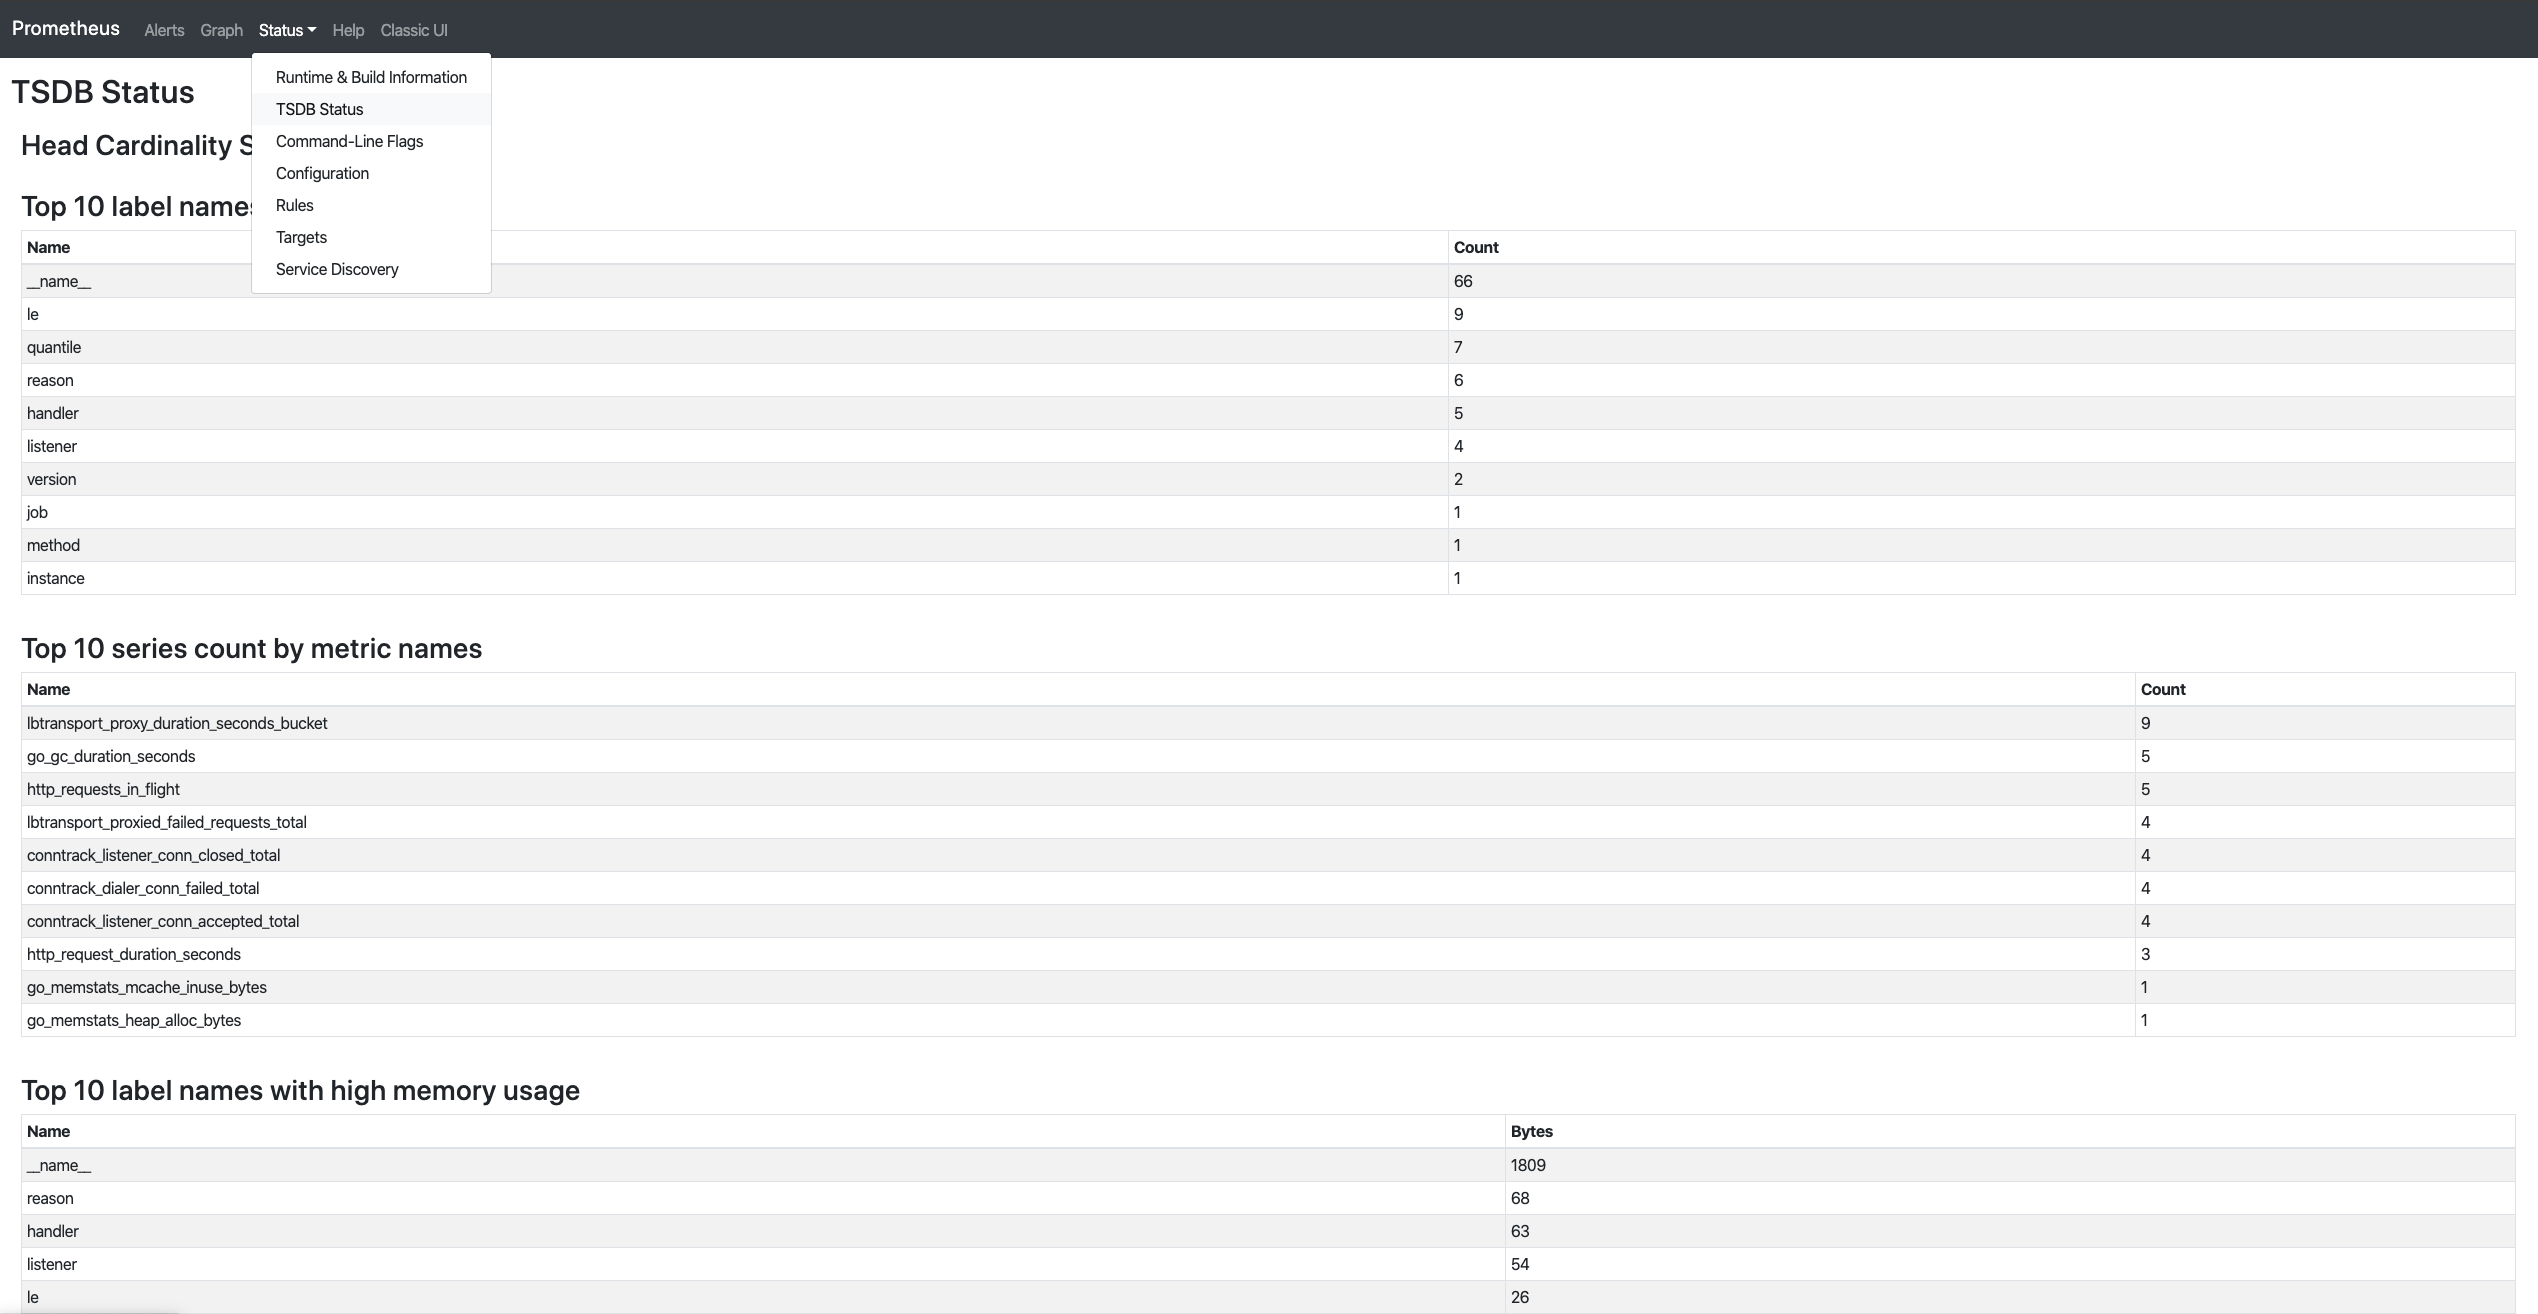 Prometheus Alerts Graph Status Help Classic UI
Runtime & Build Information
TSDB Status
Command-Line Flags
Configuration
Rules
Targets
Service Discovery
TSDB Status
Head Cardinality S
Top 10 label names
Name Count
__name__ 66
le 9
quantile 7
reason 6
handler 5
listener 4
version 2
job 1
method 1
instance 1
Top 10 series count by metric names
Name Count
lbtransport_proxy_duration_seconds_bucket 9
go_gc_duration_seconds 5
http_requests_in_flight 5
lbtransport_proxied_failed_requests_total 4
conntrack_listener_conn_closed_total 4
conntrack_dialer_conn_failed_total 4
conntrack_listener_conn_accepted_total 4
http_request_duration_seconds 3
go_memstats_mcache_inuse_bytes 1
go_memstats_heap_alloc_bytes 1
Top 10 label names with high memory usage
Name Bytes
__name__ 1809
reason 68
handler 63
listener 54
le 26